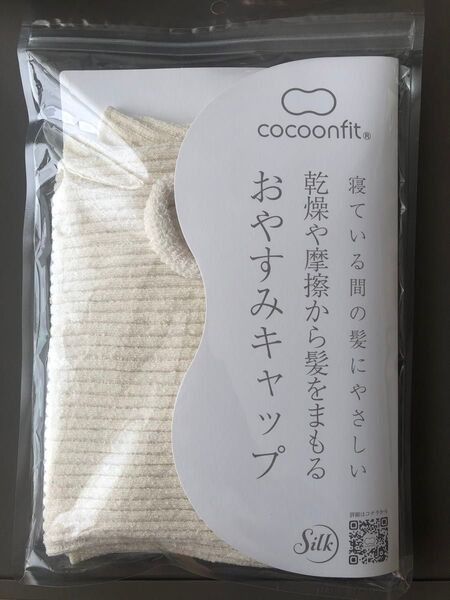 cocoonfit®
寝ている間の髪にやさしい
乾燥や摩擦から髪をまもる
おやすみキャップ
Silk
詳細はコチラから